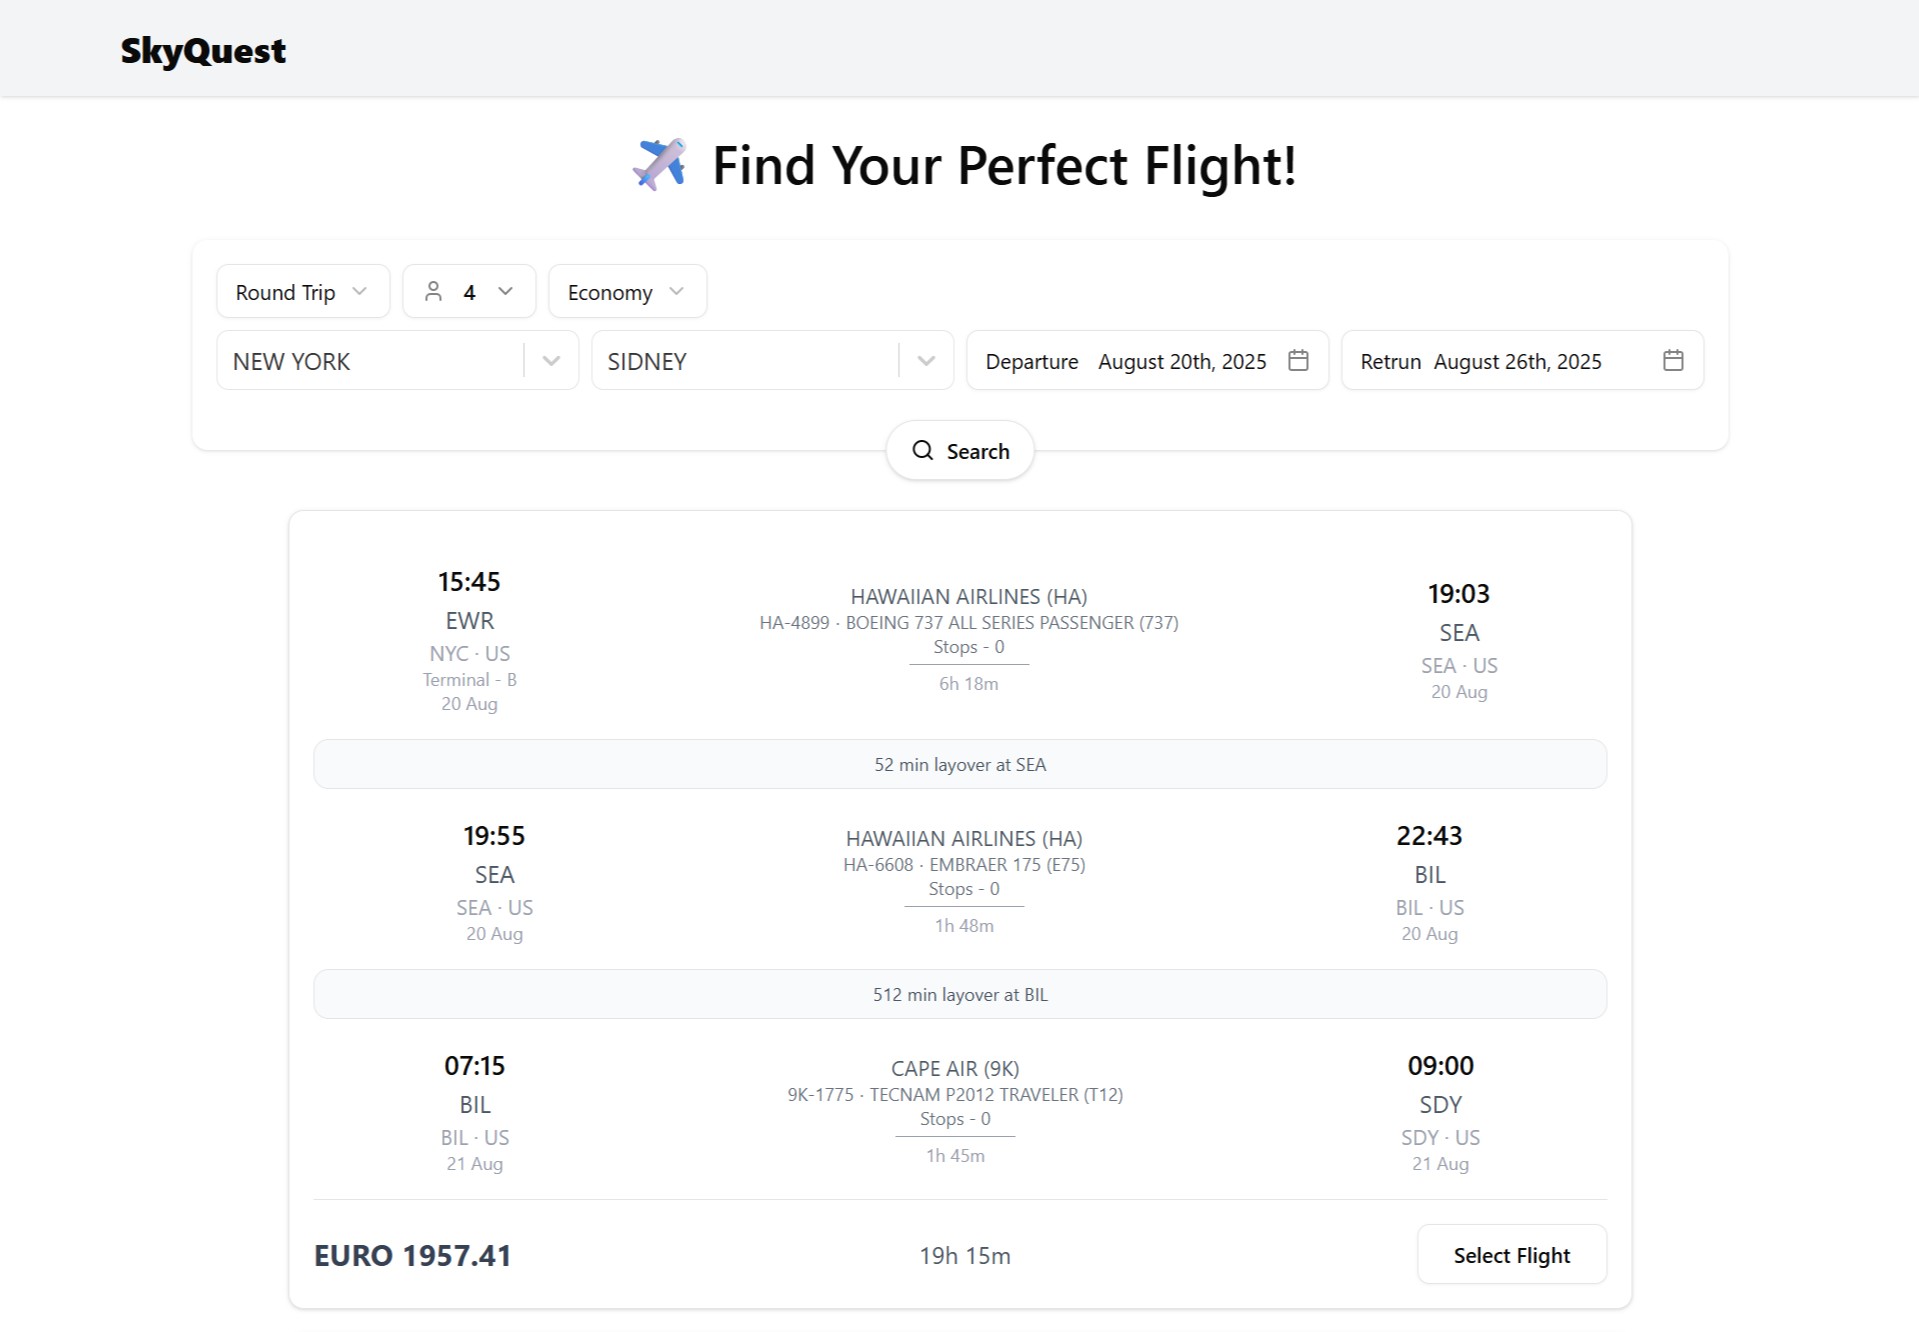 SkyQuest
Find Your Perfect Flight!
Round Trip
4
Economy
NEW YORK
SIDNEY
Departure August 20th, 2025
Retrun August 26th, 2025
Search
15:45
EWR
NYC · US
Terminal - B
20 Aug
HAWAIIAN AIRLINES (HA)
HA-4899 · BOEING 737 ALL SERIES PASSENGER (737)
Stops - 0
6h 18m
19:03
SEA
SEA · US
20 Aug
52 min layover at SEA
19:55
SEA
SEA · US
20 Aug
HAWAIIAN AIRLINES (HA)
HA-6608 · EMBRAER 175 (E75)
Stops - 0
1h 48m
22:43
BIL
BIL · US
20 Aug
512 min layover at BIL
07:15
BIL
BIL · US
21 Aug
CAPE AIR (9K)
9K-1775 · TECNAM P2012 TRAVELER (T12)
Stops - 0
1h 45m
09:00
SDY
SDY · US
21 Aug
EURO 1957.41
19h 15m
Select Flight